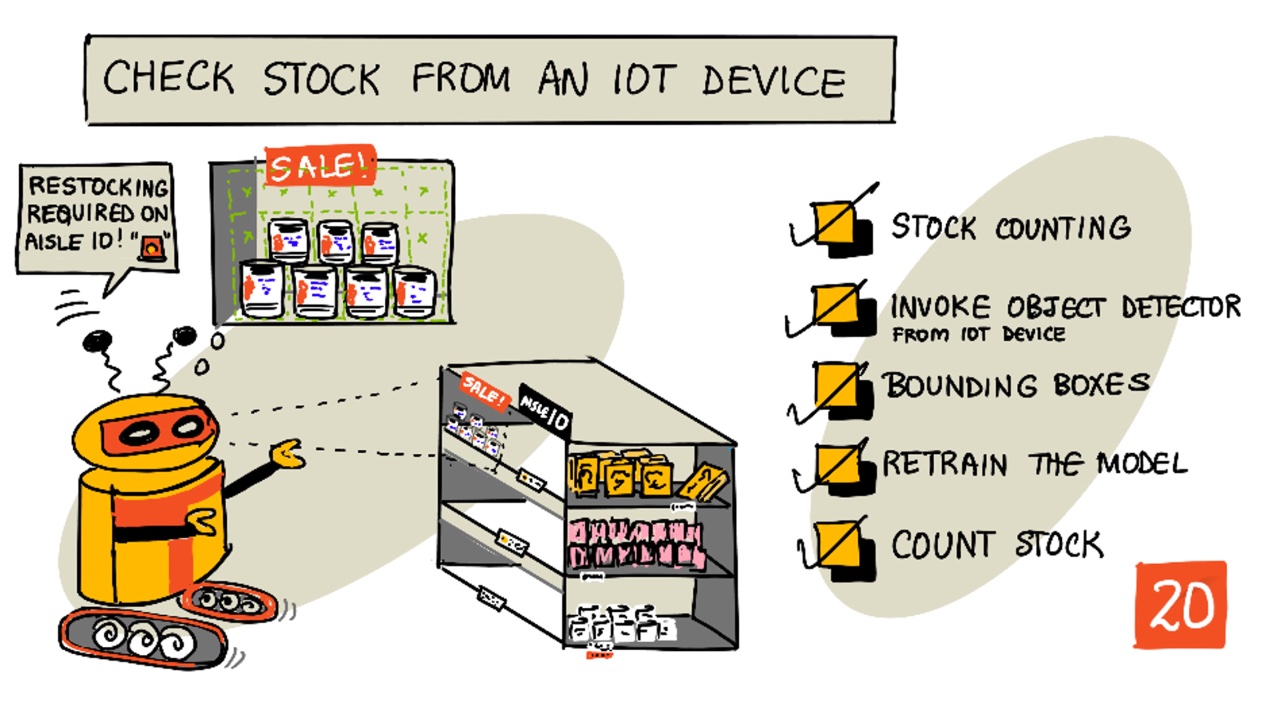 CHECK STOCK FROM AN IOT DEVICE
RESTOCKING
REQUIRED ON
AISLE 10! " "
SALE!
SALE!
AISLE 10
STOCK COUNTING
INVOKE OBJECT DETECTOR
FROM IOT DEVICE
BOUNDING BOXES
RETRAIN THE MODEL
COUNT STOCK
20